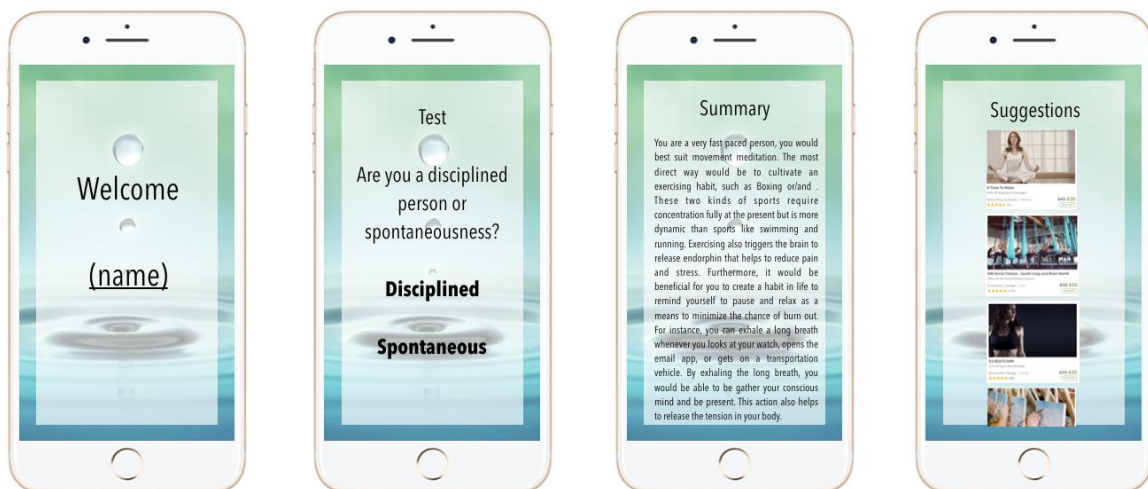 Welcome
(name)
Test
Are you a disciplined
person or
spontaneousness?
Disciplined
Spontaneous
Summary
You are a very fast paced person, you would
best suit movement meditation. The most
direct way would be to cultivate an
exercising habit, such as Boxing or/and .
These two kinds of sports require
concentration fully at the present but is more
dynamic than sports like swimming and
running. Exercising also triggers the brain to
release endorphin that helps to reduce pain
and stress. Furthermore, it would be
beneficial for you to create a habit in life to
remind yourself to pause and relax as a
means to minimize the chance of burn out.
For instance, you can exhale a long breath
whenever you looks at your watch, opens the
email app, or gets on a transportation
vehicle. By exhaling the long breath, you
would be able to be gather your conscious
mind and be present. This action also helps
to release the tension in your body.
Suggestions
A Time To Relax